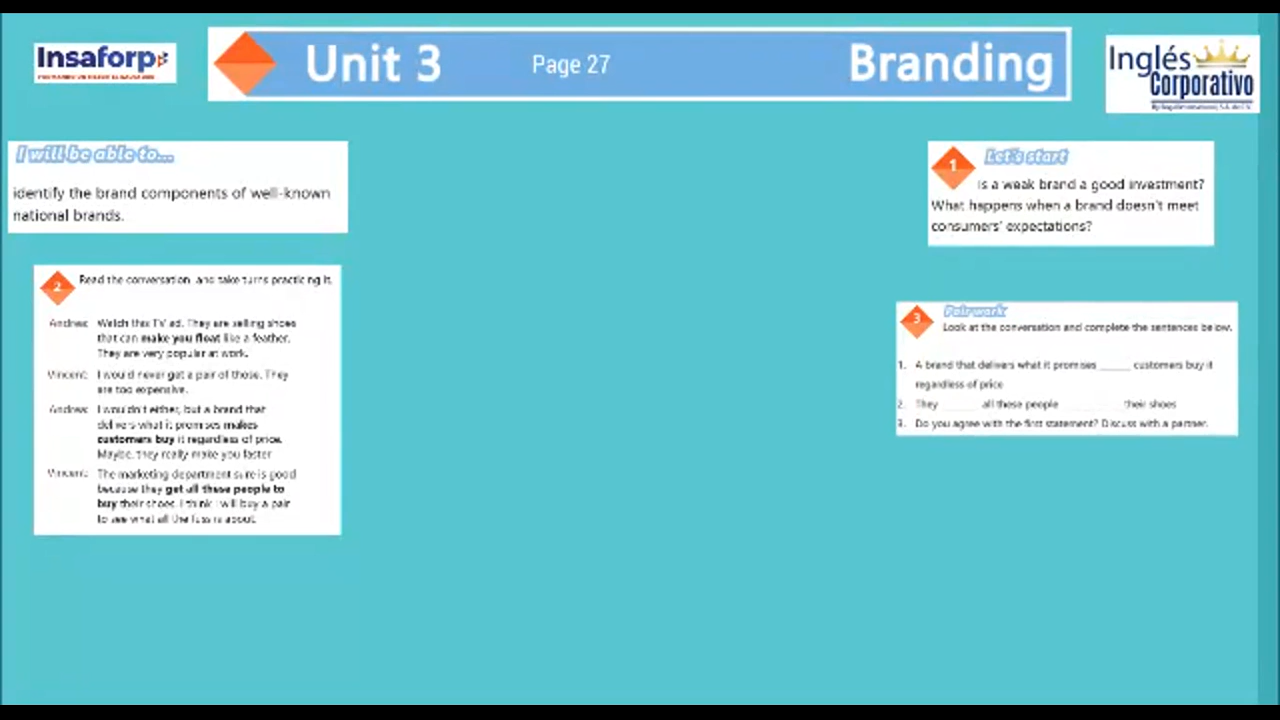 Insaforp
Unit 3
Page 27
Branding
Inglés
Corporativo
I will be able to...
identify the brand components of well-known
national brands.
1
Let's start
Is a weak brand a good investment?
What happens when a brand doesn't meet
consumers' expectations?
2
Read the conversation and take turns practicing it.
Andrea: Watch this TV ad. They are selling shoes
that can make you float like a feather.
They are very popular at work.
Vincent: I would never get a pair of those. They
are too expensive.
Andrea: I wouldn't either, but a brand that
delivers what it promises makes
customers buy it regardless of price.
Maybe, they really make you faster
Vincent: The marketing department sure is good
because they get all these people to
buy their shoes. I think I will buy a pair
to see what all the fuss is about.
3
Pair work
Look at the conversation and complete the sentences below.
1. A brand that delivers what it promises ______ customers buy it
regardless of price
2. They ______ all these people ______ their shoes
3. Do you agree with the first statement? Discuss with a partner.